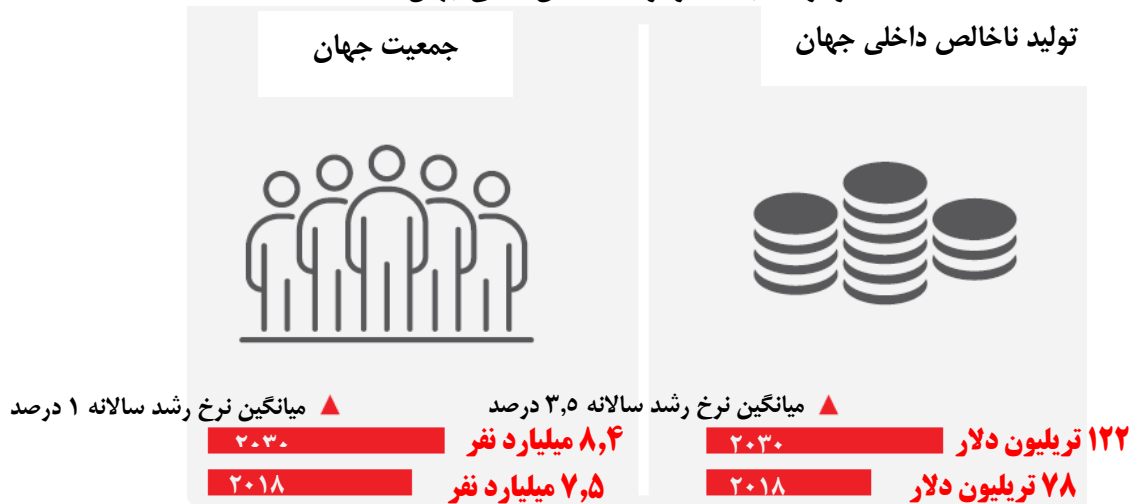 تولید ناخالص داخلی جهان
جمعیت جهان
میانگین نرخ رشد سالانه ۳,۵ درصد
۱۲۲ تریلیون دلار
۲۰۳۰
۷۸ تریلیون دلار
۲۰۱۸
میانگین نرخ رشد سالانه ۱ درصد
۸,۴ میلیارد نفر
۲۰۳۰
۷,۵ میلیارد نفر
۲۰۱۸